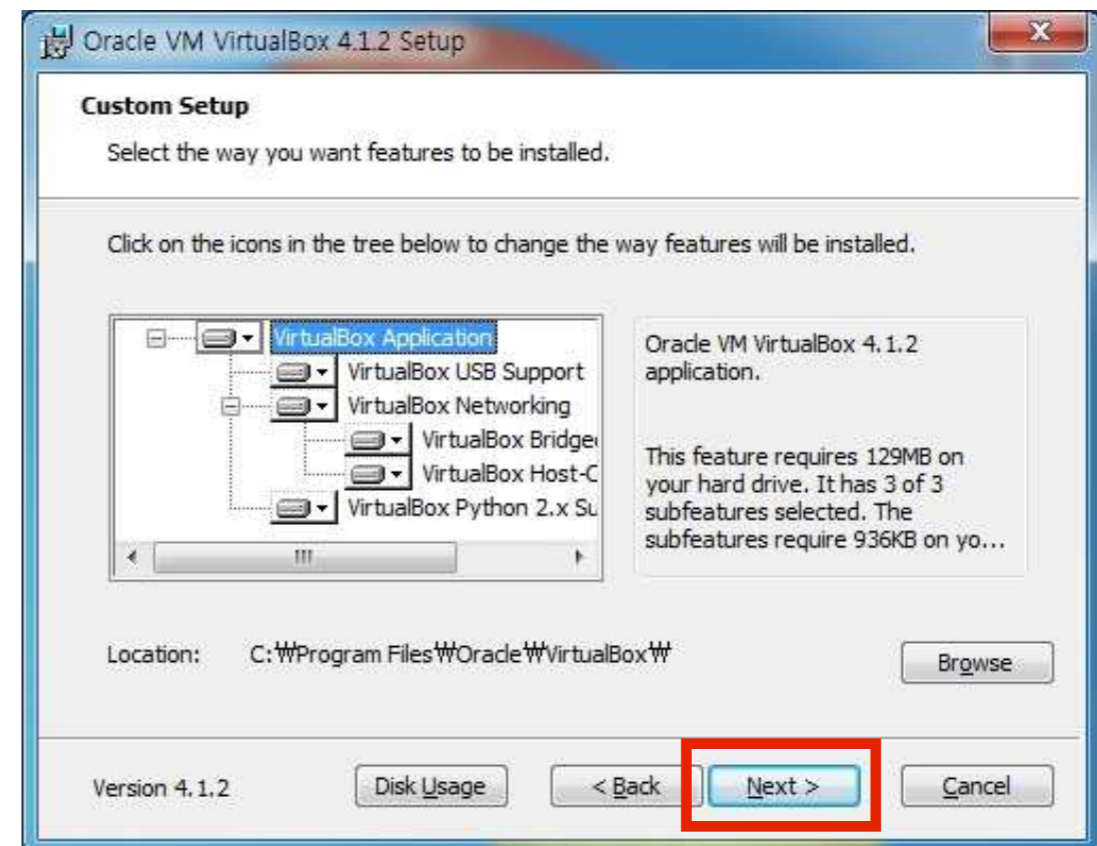 Oracle VM VirtualBox 4.1.2 Setup
Custom Setup
Select the way you want features to be installed.
Click on the icons in the tree below to change the way features will be installed.
VirtualBox Application
VirtualBox USB Support
VirtualBox Networking
VirtualBox Bridge
VirtualBox Host-C
VirtualBox Python 2.x Su
Oracle VM VirtualBox 4.1.2
application.
This feature requires 129MB on
your hard drive. It has 3 of 3
subfeatures selected. The
subfeatures require 936KB on yo...
Location: C:₩Program Files₩Oracle₩VirtualBox₩
Browse
Version 4.1.2 Disk Usage < Back Next > Cancel